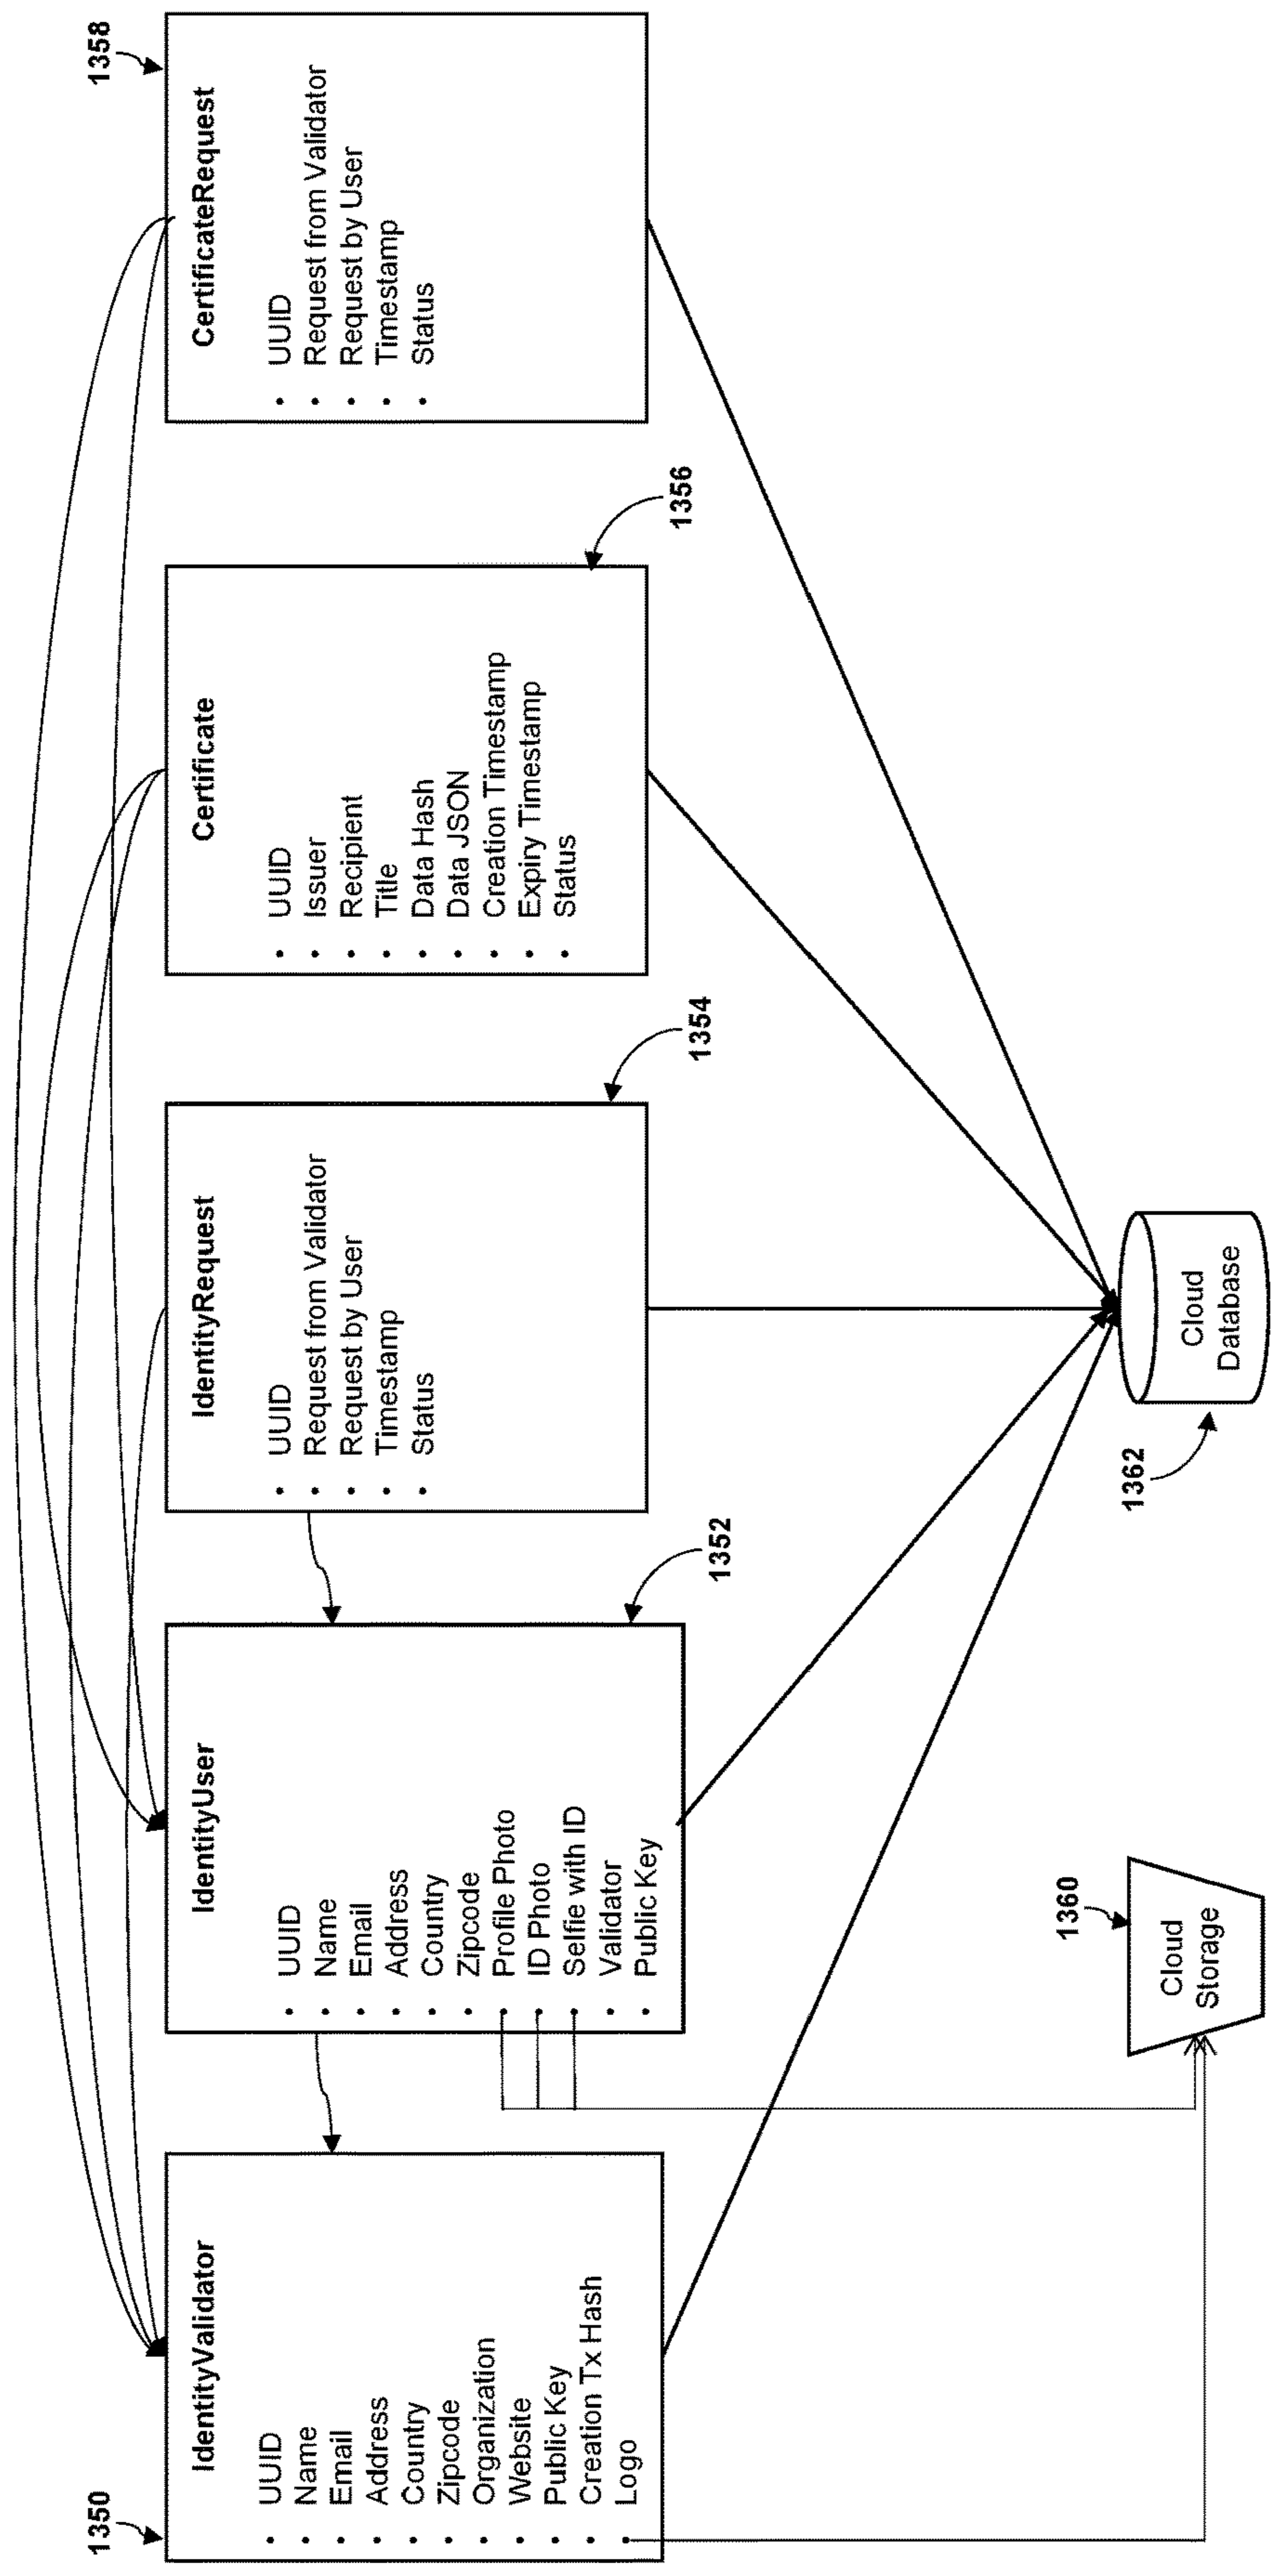 1350
IdentityValidator
• UUID
• Name
• Email
• Address
• Country
• Zipcode
• Organization
• Website
• Public Key
• Creation Tx Hash
• Logo
IdentityUser
• UUID
• Name
• Email
• Address
• Country
• Zipcode
• Profile Photo
• ID Photo
• Selfie with ID
• Validator
• Public Key
1352
IdentityRequest
• UUID
• Request from Validator
• Request by User
• Timestamp
• Status
1354
Certificate
• UUID
• Issuer
• Recipient
• Title
• Data Hash
• Data JSON
• Creation Timestamp
• Expiry Timestamp
• Status
1356
1358
CertificateRequest
• UUID
• Request from Validator
• Request by User
• Timestamp
• Status
1360
Cloud
Storage
1362
Cloud
Database